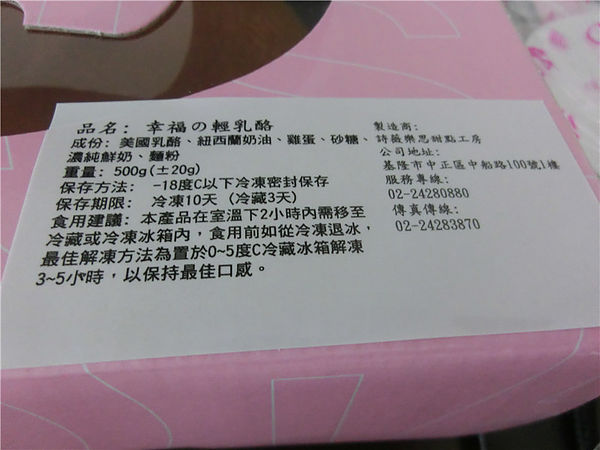 品名：幸福の輕乳酪
成份：美國乳酪、紐西蘭奶油、雞蛋、砂糖、
濃純鮮奶、麵粉
重量：500g（±20g）
保存方法： -18度C以下冷凍密封保存
保存期限： 冷凍10天（冷藏3天）
食用建議：本產品在室溫下2小時內需移至
冷藏或冷凍冰箱內，食用前如從冷凍退冰，
最佳解凍方法為置於0~5度C冷藏冰箱解凍
3~5小時，以保持最佳口感。
製造商：
詩薇樂思甜點工房
公司地址：
基隆市中正區中船路100號1樓
服務專線：
02-24280880
傳真傳線：
02-24283870